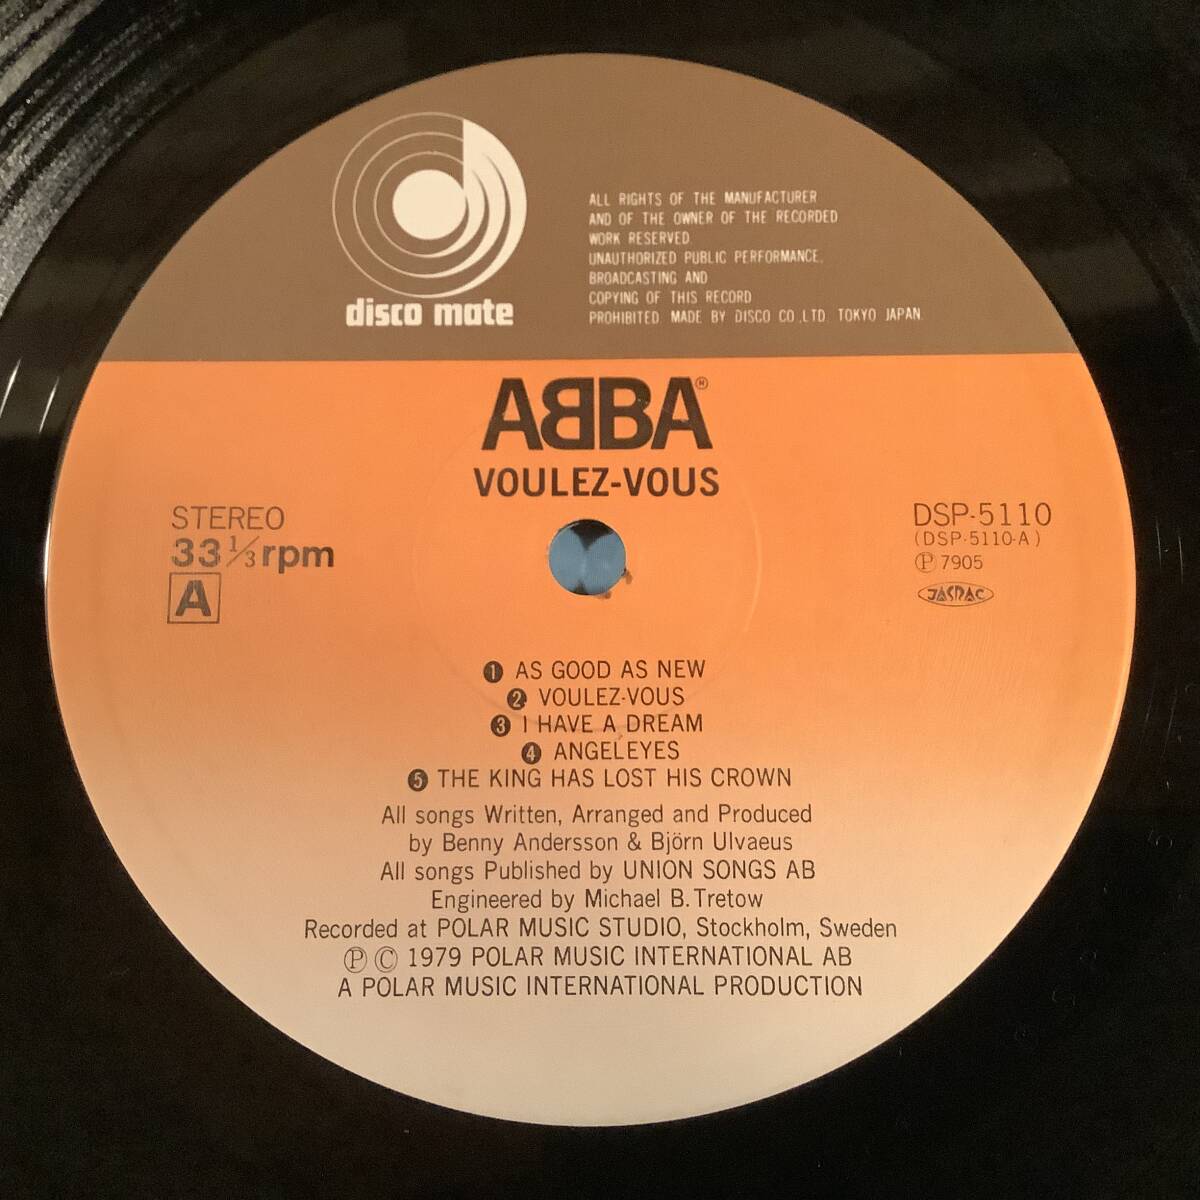 disco mate
ALL RIGHTS OF THE MANUFACTURER
AND OF THE OWNER OF THE RECORDED
WORK RESERVED.
UNAUTHORIZED PUBLIC PERFORMANCE,
BROADCASTING AND
COPYING OF THIS RECORD
PROHIBITED. MADE BY DISCO CO.,LTD. TOKYO JAPAN
ABBA®
VOULEZ-VOUS
STEREO
33 1/3 rpm
A
DSP-5110
(DSP-5110-A)
Ⓟ 7905
JASRAC
❶ AS GOOD AS NEW
❷ VOULEZ-VOUS
❸ I HAVE A DREAM
❹ ANGELEYES
❺ THE KING HAS LOST HIS CROWN
All songs Written, Arranged and Produced
by Benny Andersson & Björn Ulvaeus
All songs Published by UNION SONGS AB
Engineered by Michael B. Tretow
Recorded at POLAR MUSIC STUDIO, Stockholm, Sweden
Ⓟ © 1979 POLAR MUSIC INTERNATIONAL AB
A POLAR MUSIC INTERNATIONAL PRODUCTION